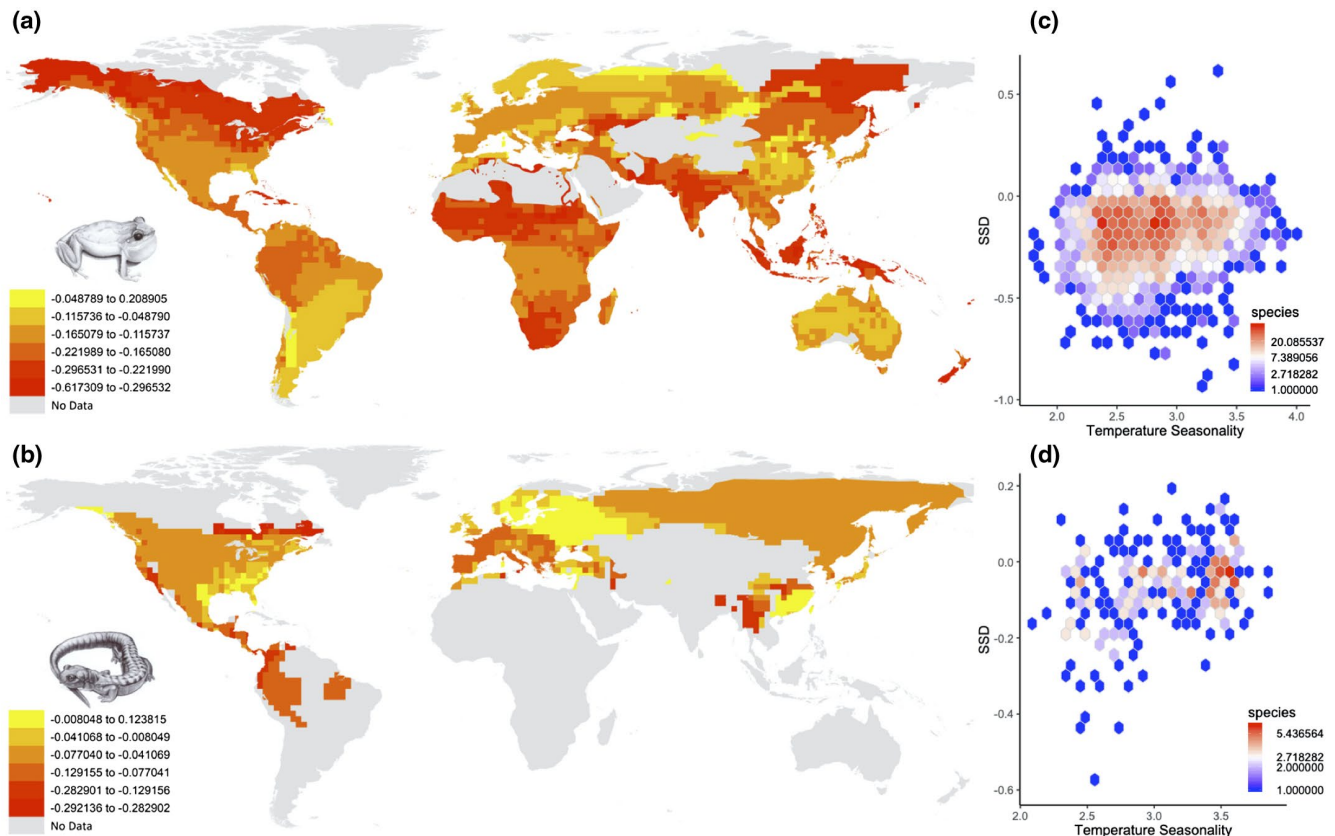 (a)
-0.048789 to 0.208905
-0.115736 to -0.048790
-0.165079 to -0.115737
-0.221989 to -0.165080
-0.296531 to -0.221990
-0.617309 to -0.296532
No Data
(c)
0.5
0.0
-0.5
-1.0
SSD
species
20.085537
7.389056
2.718282
1.000000
2.0 2.5 3.0 3.5 4.0
Temperature Seasonality
(b)
-0.008048 to 0.123815
-0.041068 to -0.008049
-0.077040 to -0.041069
-0.129155 to -0.077041
-0.282901 to -0.129156
-0.292136 to -0.282902
No Data
(d)
0.2
0.0
-0.2
-0.4
-0.6
SSD
species
5.436564
2.718282
2.000000
1.000000
2.0 2.5 3.0 3.5
Temperature Seasonality